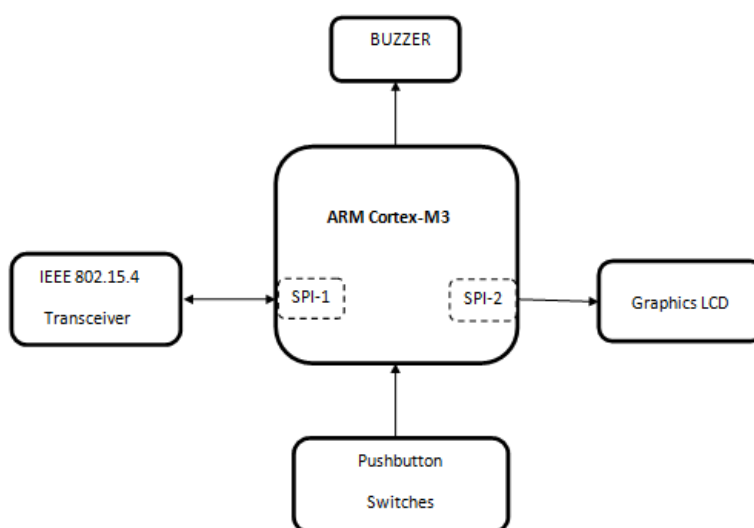 BUZZER
ARM Cortex-M3
IEEE 802.15.4
Transceiver
SPI-1
SPI-2
Graphics LCD
Pushbutton
Switches